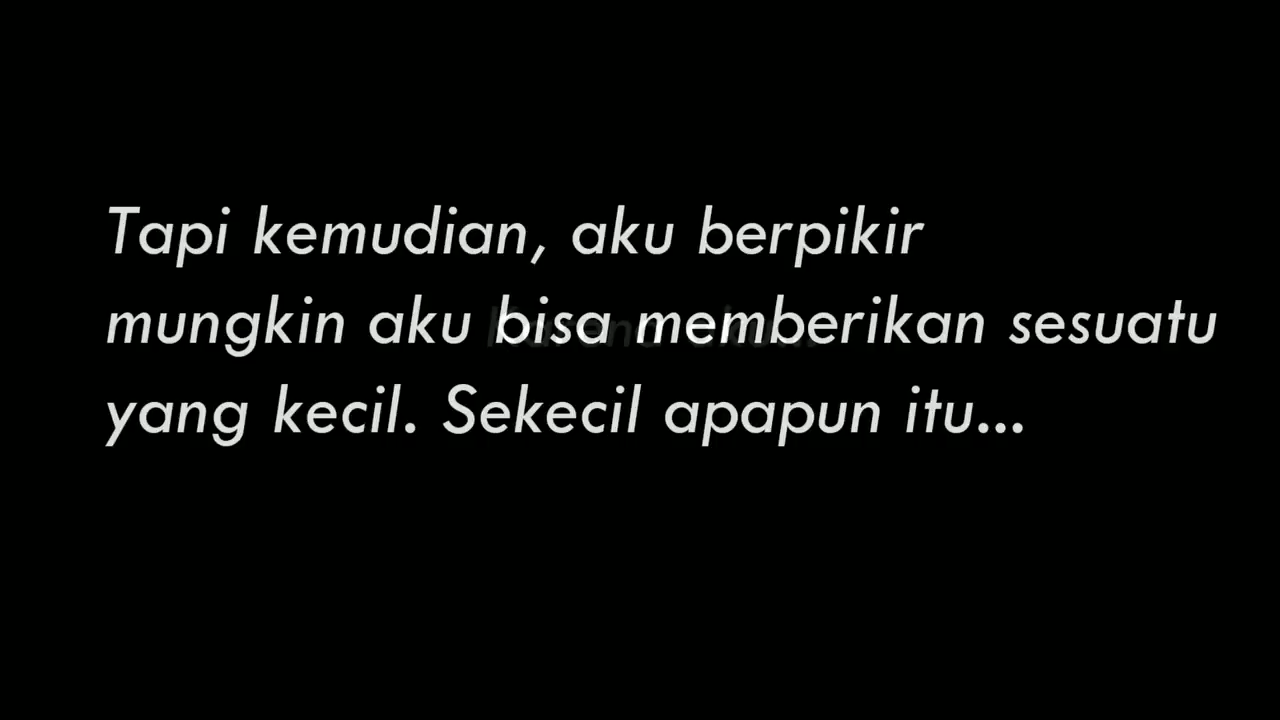 Tapi kemudian, aku berpikir
mungkin aku bisa memberikan sesuatu
yang kecil. Sekecil apapun itu...